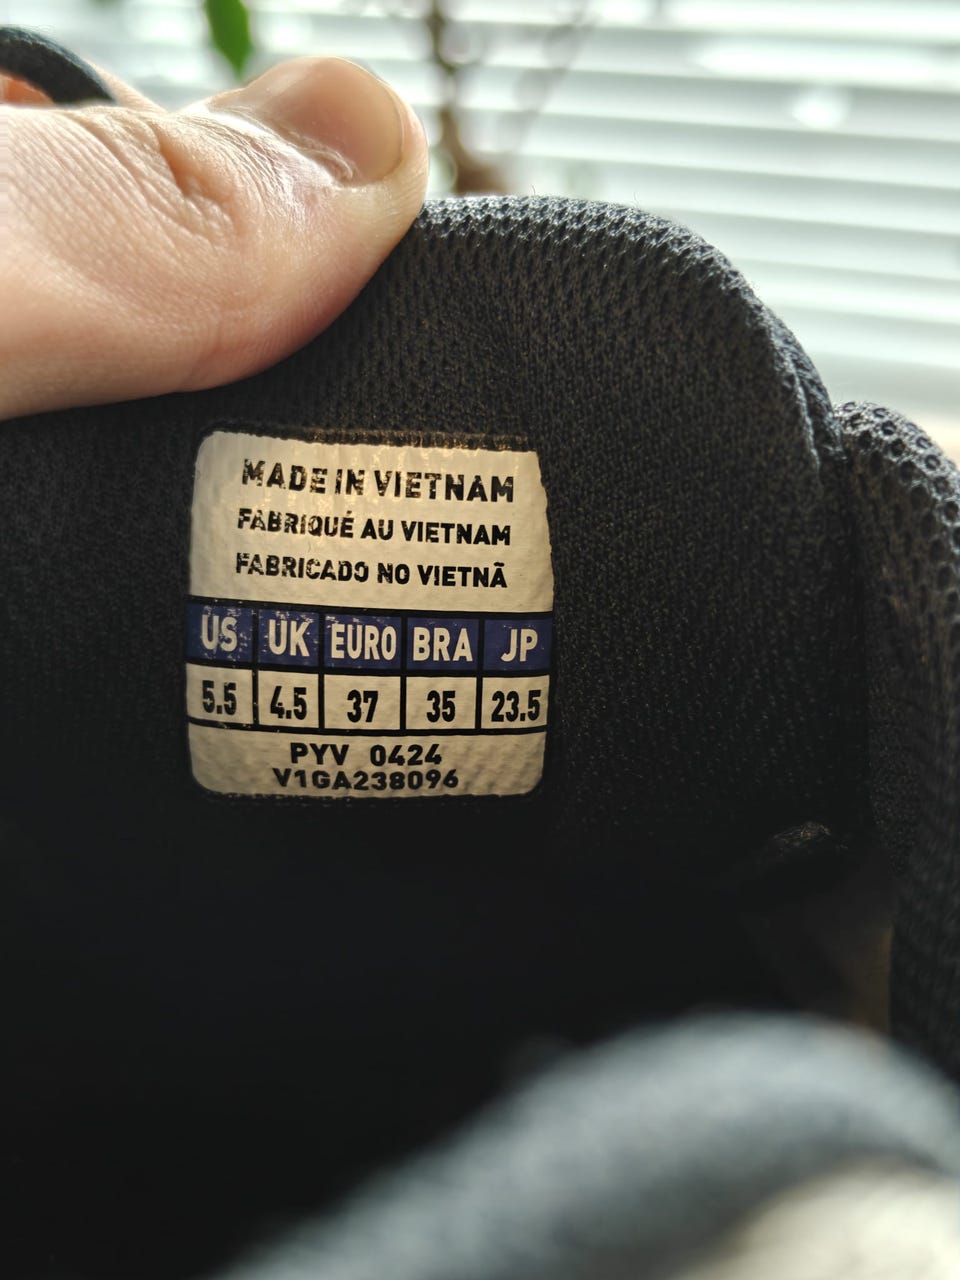 MADE IN VIETNAM
FABRIQUÉ AU VIETNAM
FABRICADO NO VIETNÃ
US UK EURO BRA JP
5.5 4.5 37 35 23.5
PYV 0424
V1GA238096